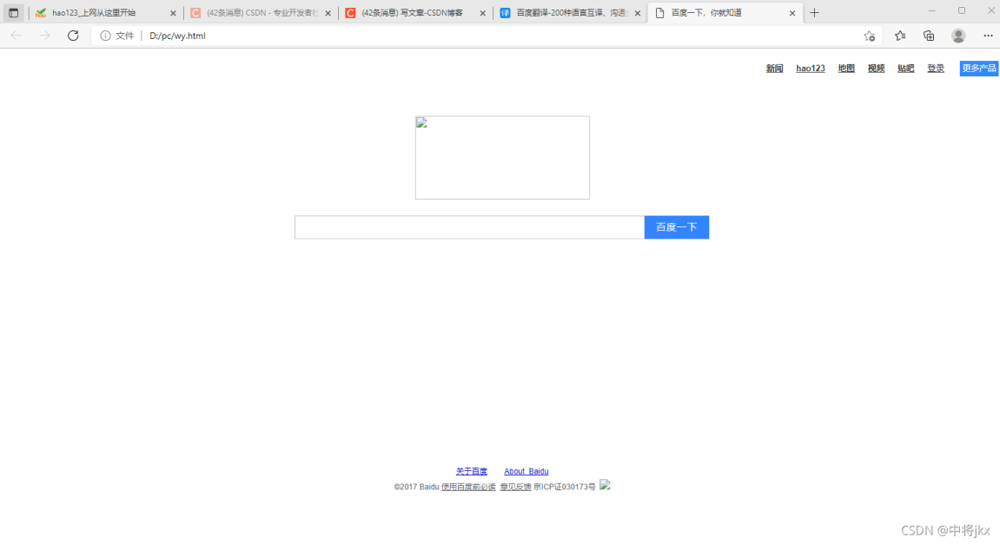 hao123_上网从这里开始
(42条消息) CSDN - 专业开发者社
(42条消息) 写文章-CSDN博客
百度翻译-200种语言互译、沟通
百度一下，你就知道
文件 D:/pc/wy.html
新闻 hao123 地图 视频 贴吧 登录 更多产品
百度一下
关于百度 About Baidu
©2017 Baidu 使用百度前必读 意见反馈 京ICP证030173号
CSDN @中将jkx